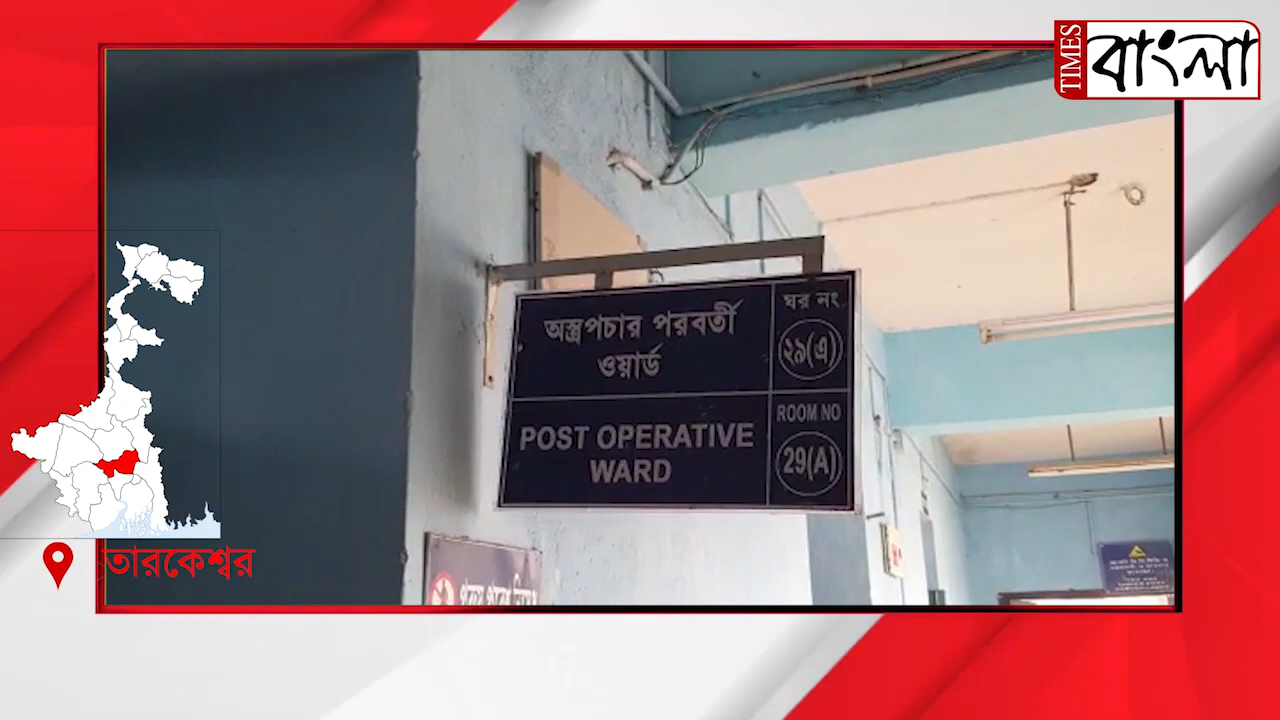 TIMES
বাংলা
অস্ত্রপচার পরবর্তী
ওয়ার্ড
ঘর নং
২৯(এ)
POST OPERATIVE
WARD
ROOM NO
29(A)
তারকেশ্বর